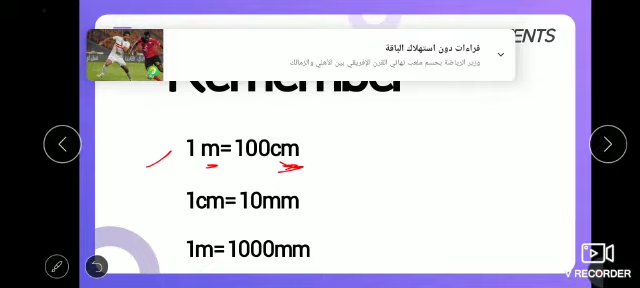 ENTS
قراءات دون استهلاك الباقة
وزير الرياضة يحسم ملعب نهائي القرن الإفريقي بين الأهلي والزمالك
Remember
1 m= 100cm
1cm= 10mm
1m= 1000mm
V RECORDER